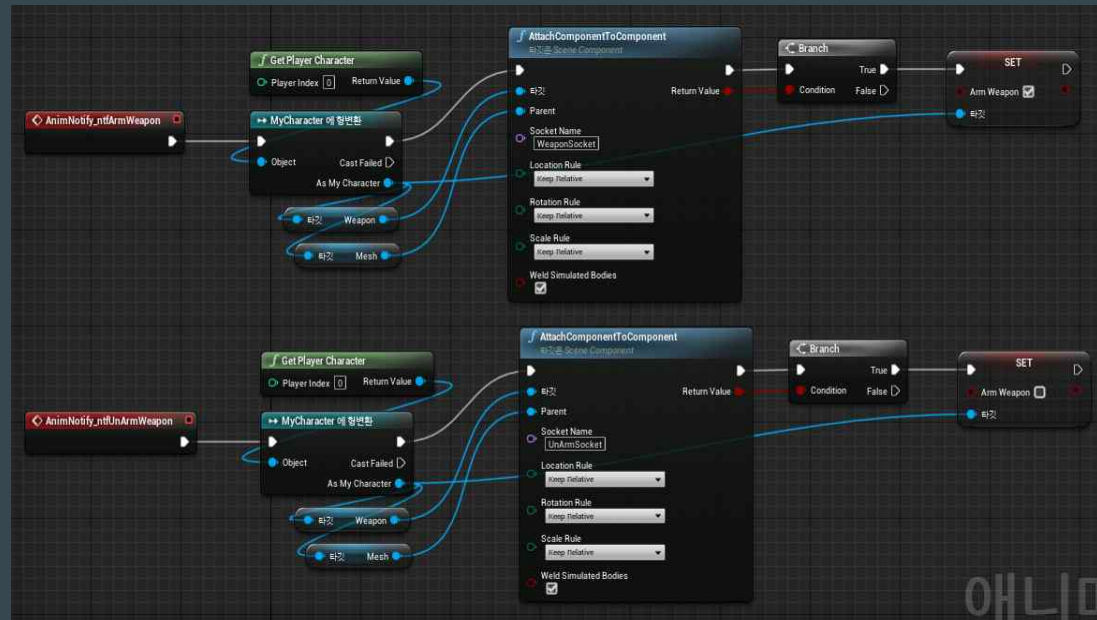 AttachComponentToComponent
타깃은 Scene Component
Branch
Get Player Character
SET
True
Player Index 0 Return Value
타깃 Return Value
Condition False
Arm Weapon
AnimNotify_ntfArmWeapon
MyCharacter 에 형변환
Parent
타깃
Object Cast Failed
Socket Name
WeaponSocket
As My Character
Location Rule
Keep Relative
타깃 Weapon
Rotation Rule
Keep Relative
타깃 Mesh
Scale Rule
Keep Relative
Weld Simulated Bodies
AttachComponentToComponent
타깃은 Scene Component
Branch
Get Player Character
SET
True
Player Index 0 Return Value
타깃 Return Value
Condition False
Arm Weapon
AnimNotify_ntfUnArmWeapon
MyCharacter 에 형변환
Parent
타깃
Object Cast Failed
Socket Name
UnArmSocket
As My Character
Location Rule
Keep Relative
타깃 Weapon
Rotation Rule
Keep Relative
타깃 Mesh
Scale Rule
Keep Relative
Weld Simulated Bodies
애니